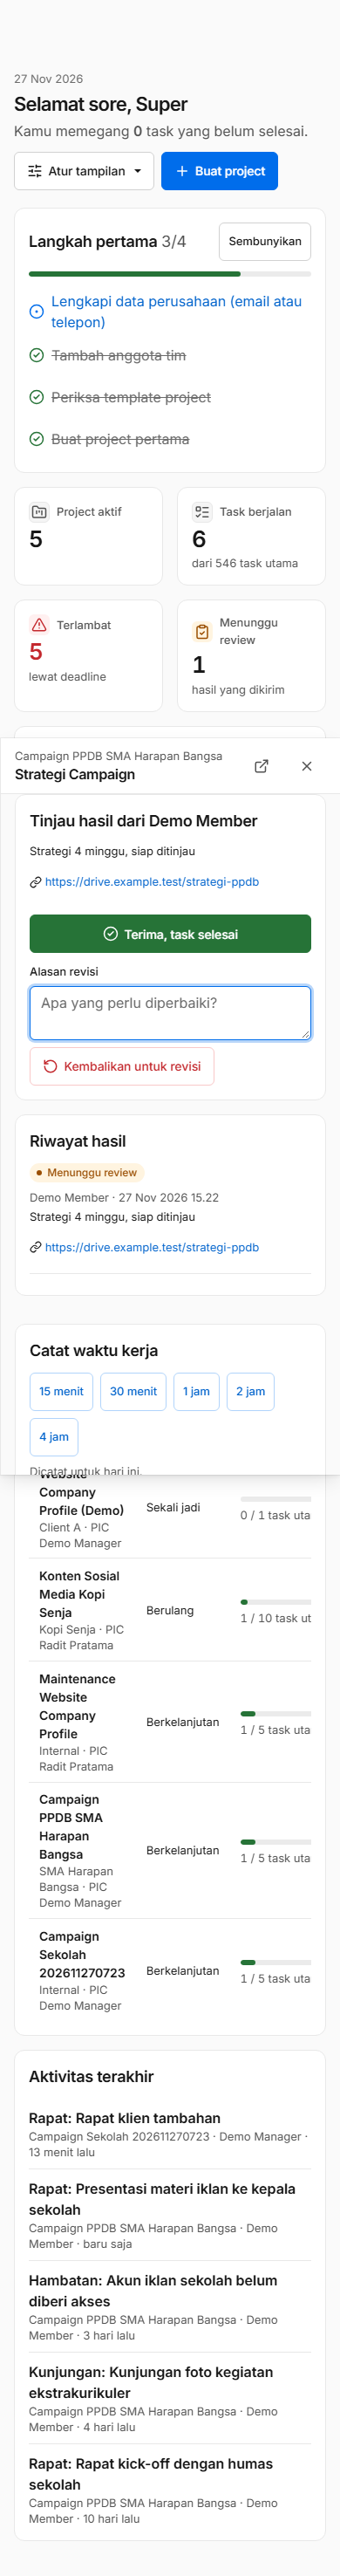 27 Nov 2026
Selamat sore, Super
Kamu memegang 0 task yang belum selesai.
Atur tampilan
Buat project
Langkah pertama 3/4
Sembunyikan
Lengkapi data perusahaan (email atau
telepon)
Tambah anggota tim
Periksa template project
Buat project pertama
Project aktif
5
Task berjalan
6
dari 546 task utama
Terlambat
5
lewat deadline
Menunggu
review
1
hasil yang dikirim
Campaign PPDB SMA Harapan Bangsa
Strategi Campaign
Tinjau hasil dari Demo Member
Strategi 4 minggu, siap ditinjau
https://drive.example.test/strategi-ppdb
Terima, task selesai
Alasan revisi
Apa yang perlu diperbaiki?
Kembalikan untuk revisi
Riwayat hasil
Menunggu review
Demo Member · 27 Nov 2026 15.22
Strategi 4 minggu, siap ditinjau
https://drive.example.test/strategi-ppdb
Catat waktu kerja
15 menit
30 menit
1 jam
2 jam
4 jam
Dicatat untuk hari ini.
Website
Company
Profile (Demo)
Client A · PIC
Demo Manager
Sekali jadi
0 / 1 task uta
Konten Sosial
Media Kopi
Senja
Kopi Senja · PIC
Radit Pratama
Berulang
1 / 10 task ut
Maintenance
Website
Company
Profile
Internal · PIC
Radit Pratama
Berkelanjutan
1 / 5 task uta
Campaign
PPDB SMA
Harapan
Bangsa
SMA Harapan
Bangsa · PIC
Demo Manager
Berkelanjutan
1 / 5 task uta
Campaign
Sekolah
202611270723
Internal · PIC
Demo Manager
Berkelanjutan
1 / 5 task uta
Aktivitas terakhir
Rapat: Rapat klien tambahan
Campaign Sekolah 202611270723 · Demo Manager ·
13 menit lalu
Rapat: Presentasi materi iklan ke kepala
sekolah
Campaign PPDB SMA Harapan Bangsa · Demo
Member · baru saja
Hambatan: Akun iklan sekolah belum
diberi akses
Campaign PPDB SMA Harapan Bangsa · Demo
Member · 3 hari lalu
Kunjungan: Kunjungan foto kegiatan
ekstrakurikuler
Campaign PPDB SMA Harapan Bangsa · Demo
Member · 4 hari lalu
Rapat: Rapat kick-off dengan humas
sekolah
Campaign PPDB SMA Harapan Bangsa · Demo
Member · 10 hari lalu